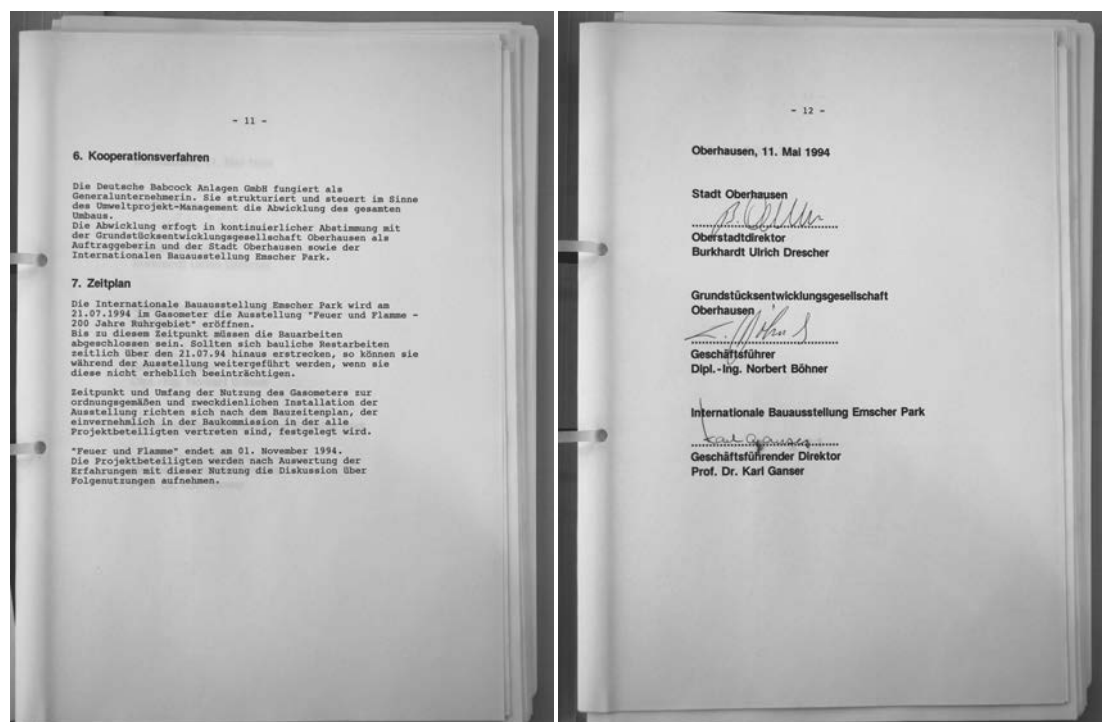 - 11 -
6. Kooperationsverfahren
Die Deutsche Babcock Anlagen GmbH fungiert als
Generalunternehmerin. Sie strukturiert und steuert im Sinne
des Umweltprojekt-Management die Abwicklung des gesamten
Umbaus.
Die Abwicklung erfogt in kontinuierlicher Abstimmung mit
der Grundstücksentwicklungsgesellschaft Oberhausen als
Auftraggeberin und der Stadt Oberhausen sowie der
Internationalen Bauausstellung Emscher Park.
7. Zeitplan
Die Internationale Bauausstellung Emscher Park wird am
21.07.1994 im Gasometer die Ausstellung "Feuer und Flamme -
200 Jahre Ruhrgebiet" eröffnen.
Bis zu diesem Zeitpunkt müssen die Bauarbeiten
abgeschlossen sein. Sollten sich bauliche Restarbeiten
zeitlich über den 21.07.94 hinaus erstrecken, so können sie
während der Ausstellung weitergeführt werden, wenn sie
diese nicht erheblich beeinträchtigen.
Zeitpunkt und Umfang der Nutzung des Gasometers zur
ordnungsgemäßen und zweckdienlichen Installation der
Ausstellung richten sich nach dem Bauzeitenplan, der
einvernehmlich in der Baukommission in der alle
Projektbeteiligten vertreten sind, festgelegt wird.
"Feuer und Flamme" endet am 01. November 1994.
Die Projektbeteiligten werden nach Auswertung der
Erfahrungen mit dieser Nutzung die Diskussion über
Folgenutzungen aufnehmen.
- 12 -
Oberhausen, 11. Mai 1994
Stadt Oberhausen
Oberstadtdirektor
Burkhardt Ulrich Drescher
Grundstücksentwicklungsgesellschaft
Oberhausen
Geschäftsführer
Dipl.-Ing. Norbert Böhner
Internationale Bauausstellung Emscher Park
Karl Ganser
Geschäftsführender Direktor
Prof. Dr. Karl Ganser